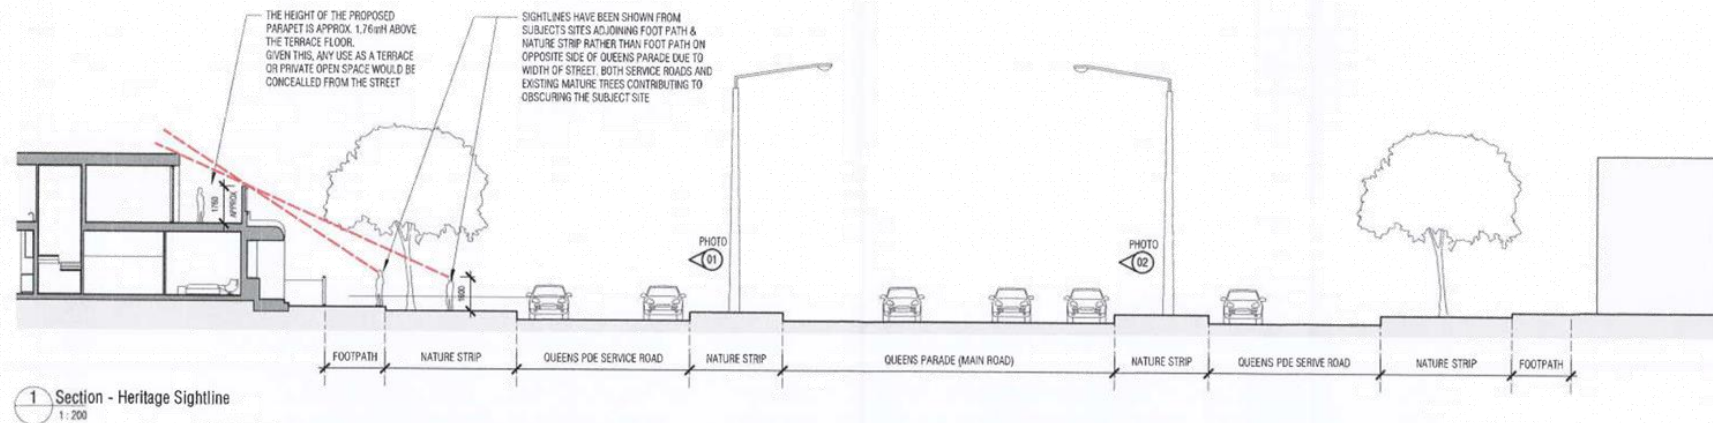 THE HEIGHT OF THE PROPOSED
PARAPET IS APPROX. 1.76mH ABOVE
THE TERRACE FLOOR.
GIVEN THIS, ANY USE AS A TERRACE
OR PRIVATE OPEN SPACE WOULD BE
CONCEALLED FROM THE STREET
SIGHTLINES HAVE BEEN SHOWN FROM
SUBJECTS SITES ADJOINING FOOT PATH &
NATURE STRIP RATHER THAN FOOT PATH ON
OPPOSITE SIDE OF QUEENS PARADE DUE TO
WIDTH OF STREET. BOTH SERVICE ROADS AND
EXISTING MATURE TREES CONTRIBUTING TO
OBSCURING THE SUBJECT SITE
1760
APPROX
PHOTO
01
PHOTO
02
1600
FOOTPATH
NATURE STRIP
QUEENS PDE SERVICE ROAD
NATURE STRIP
QUEENS PARADE (MAIN ROAD)
NATURE STRIP
QUEENS PDE SERIVE ROAD
NATURE STRIP
FOOTPATH
1 Section - Heritage Sightline
1 : 200